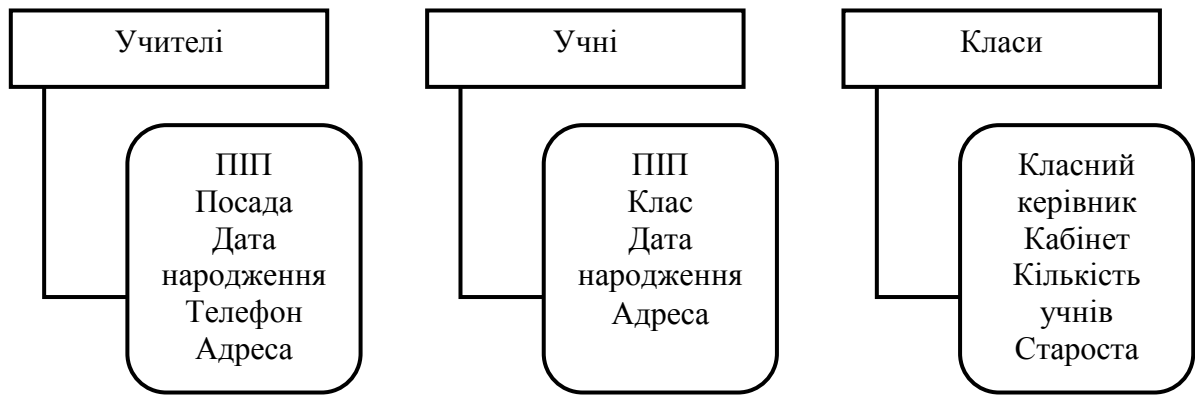 Учителі
ПІП
Посада
Дата
народження
Телефон
Адреса
Учні
ПІП
Клас
Дата
народження
Адреса
Класи
Класний
керівник
Кабінет
Кількість
учнів
Староста